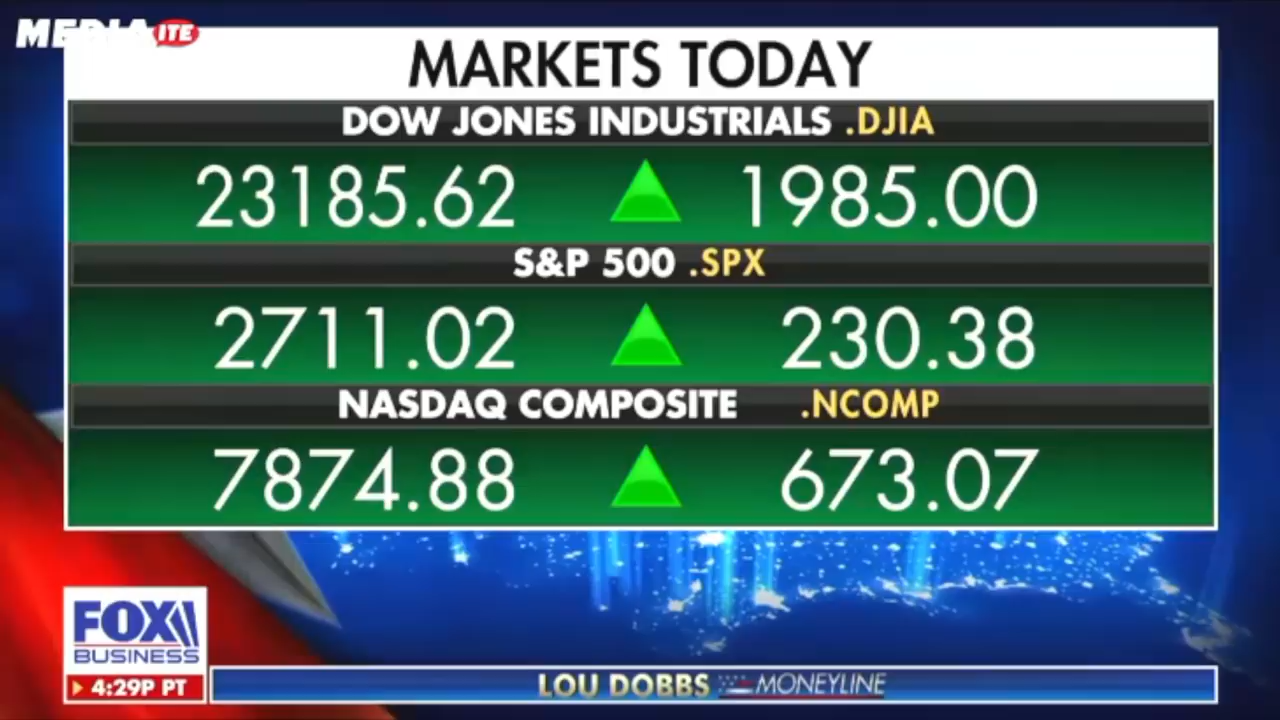 MEDIAITE
MARKETS TODAY
DOW JONES INDUSTRIALS .DJIA
23185.62 1985.00
S&P 500 .SPX
2711.02 230.38
NASDAQ COMPOSITE .NCOMP
7874.88 673.07
FOX
BUSINESS
4:29P PT
LOU DOBBS MONEYLINE